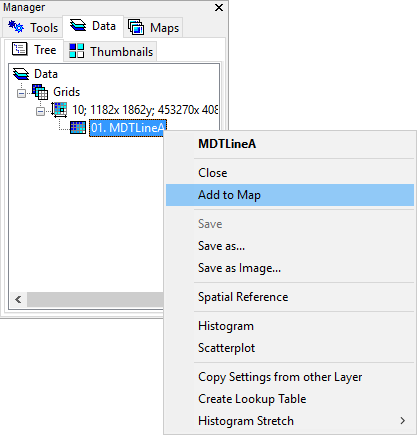 Manager
Tools Data Maps
Tree Thumbnails
Data
Grids
10; 1182x 1862y; 453270x 408
01. MDTLineA
MDTLineA
Close
Add to Map
Save
Save as...
Save as Image...
Spatial Reference
Histogram
Scatterplot
Copy Settings from other Layer
Create Lookup Table
Histogram Stretch